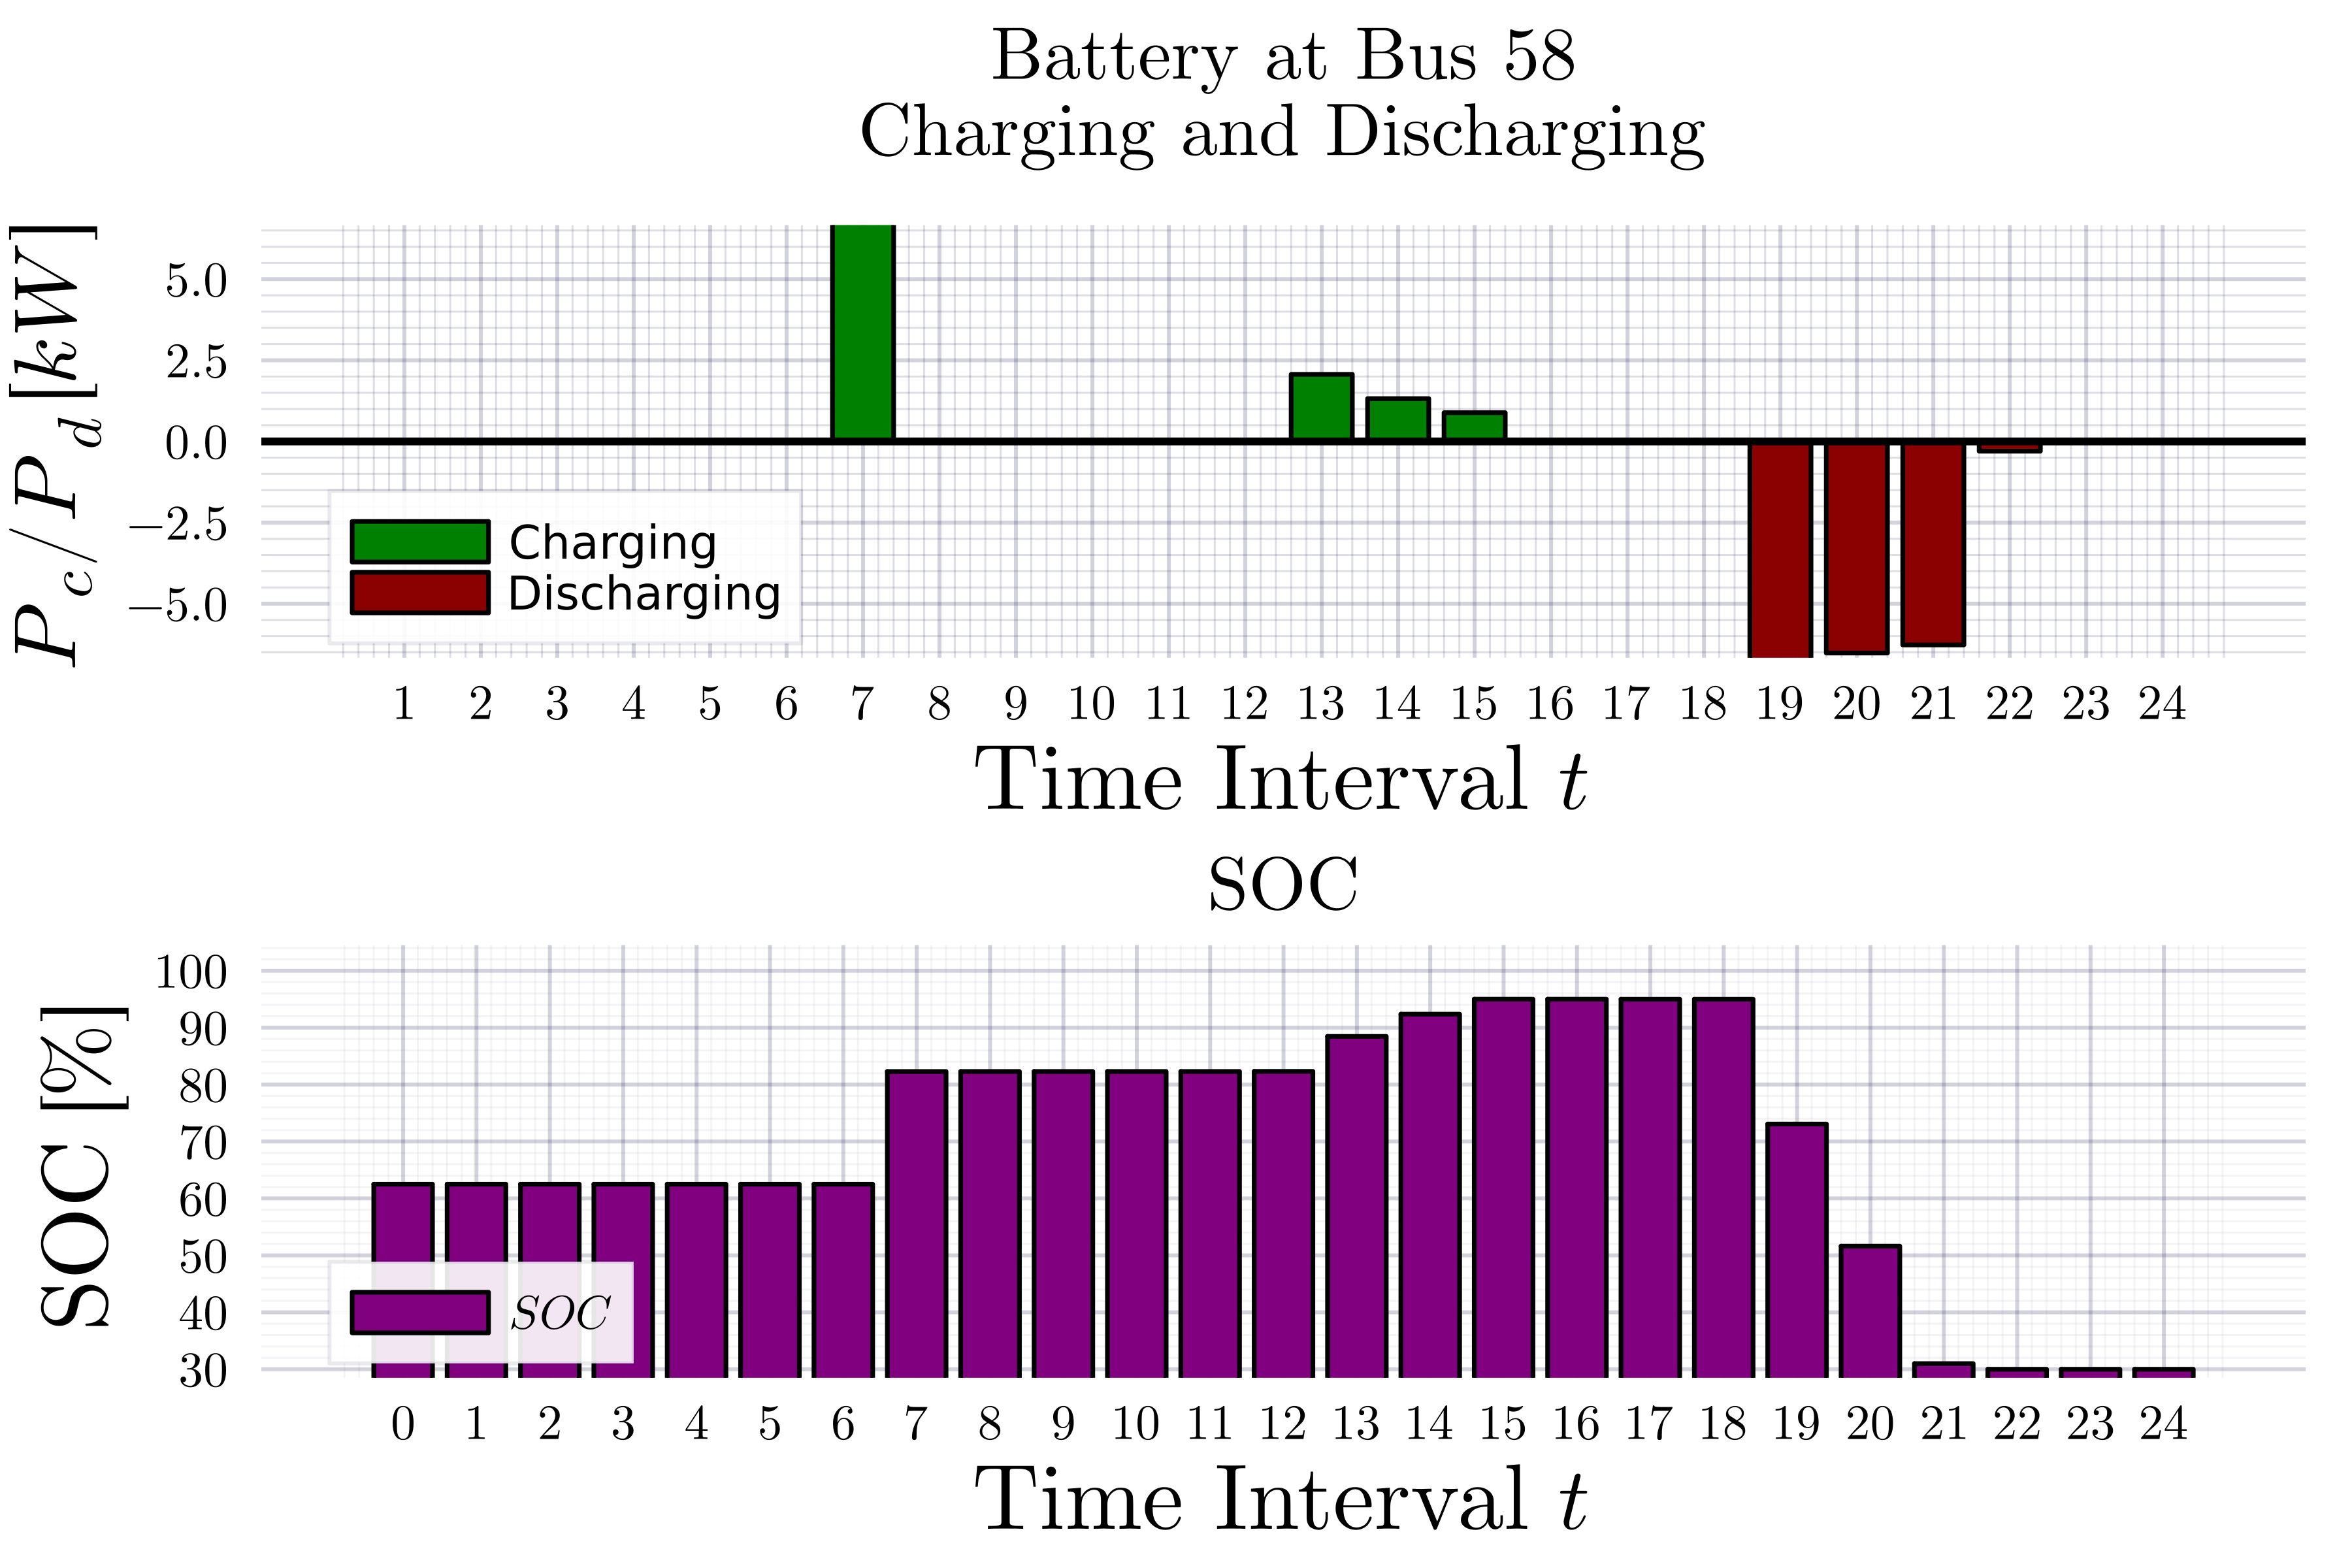 Battery at Bus 58
Charging and Discharging
P_c/P_d [kW]
5.0
2.5
0.0
−2.5
−5.0
Charging
Discharging
1 2 3 4 5 6 7 8 9 10 11 12 13 14 15 16 17 18 19 20 21 22 23 24
Time Interval t
SOC
SOC [%]
100
90
80
70
60
50
40
30
SOC
0 1 2 3 4 5 6 7 8 9 10 11 12 13 14 15 16 17 18 19 20 21 22 23 24
Time Interval t